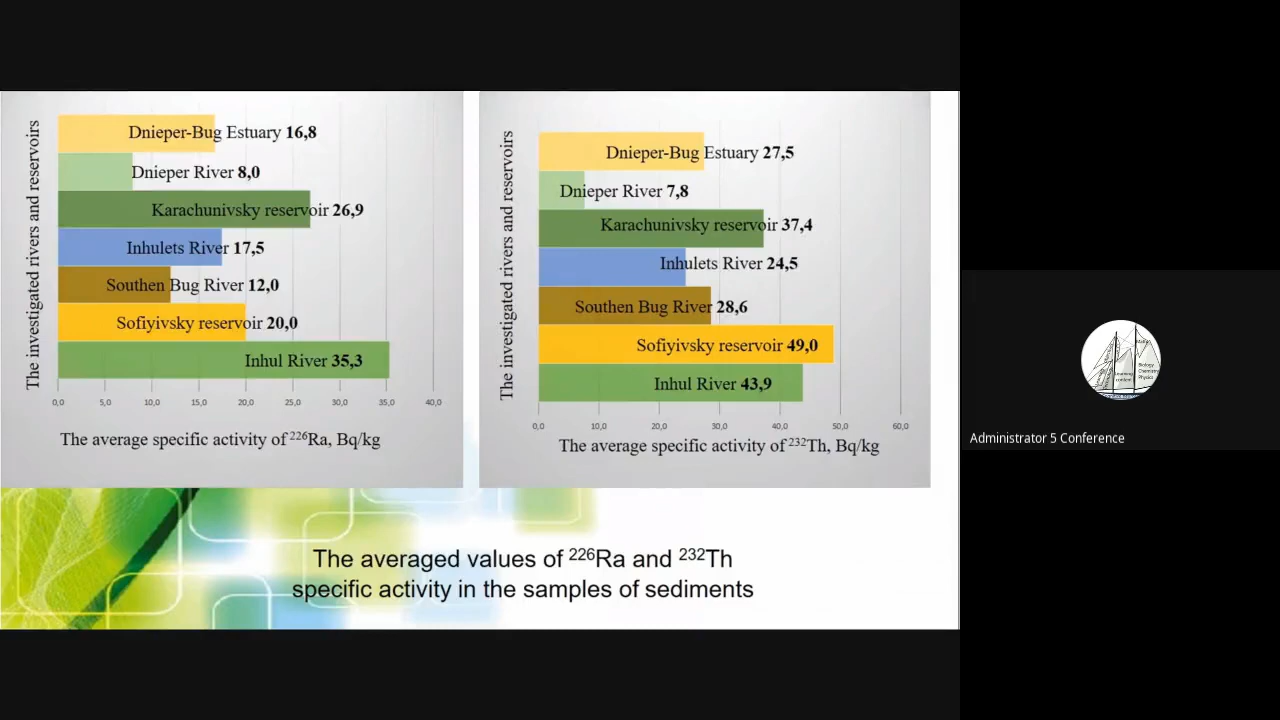 The investigated rivers and reservoirs
Dnieper-Bug Estuary 16,8
Dnieper River 8,0
Karachunivsky reservoir 26,9
Inhulets River 17,5
Southen Bug River 12,0
Sofiyivsky reservoir 20,0
Inhul River 35,3
0,0 5,0 10,0 15,0 20,0 25,0 30,0 35,0 40,0
The average specific activity of ²²⁶Ra, Bq/kg
The investigated rivers and reservoirs
Dnieper-Bug Estuary 27,5
Dnieper River 7,8
Karachunivsky reservoir 37,4
Inhulets River 24,5
Southen Bug River 28,6
Sofiyivsky reservoir 49,0
Inhul River 43,9
0,0 10,0 20,0 30,0 40,0 50,0 60,0
The average specific activity of ²³²Th, Bq/kg
The averaged values of ²²⁶Ra and ²³²Th
specific activity in the samples of sediments
Biology
Chemistry
Physics
Administrator 5 Conference